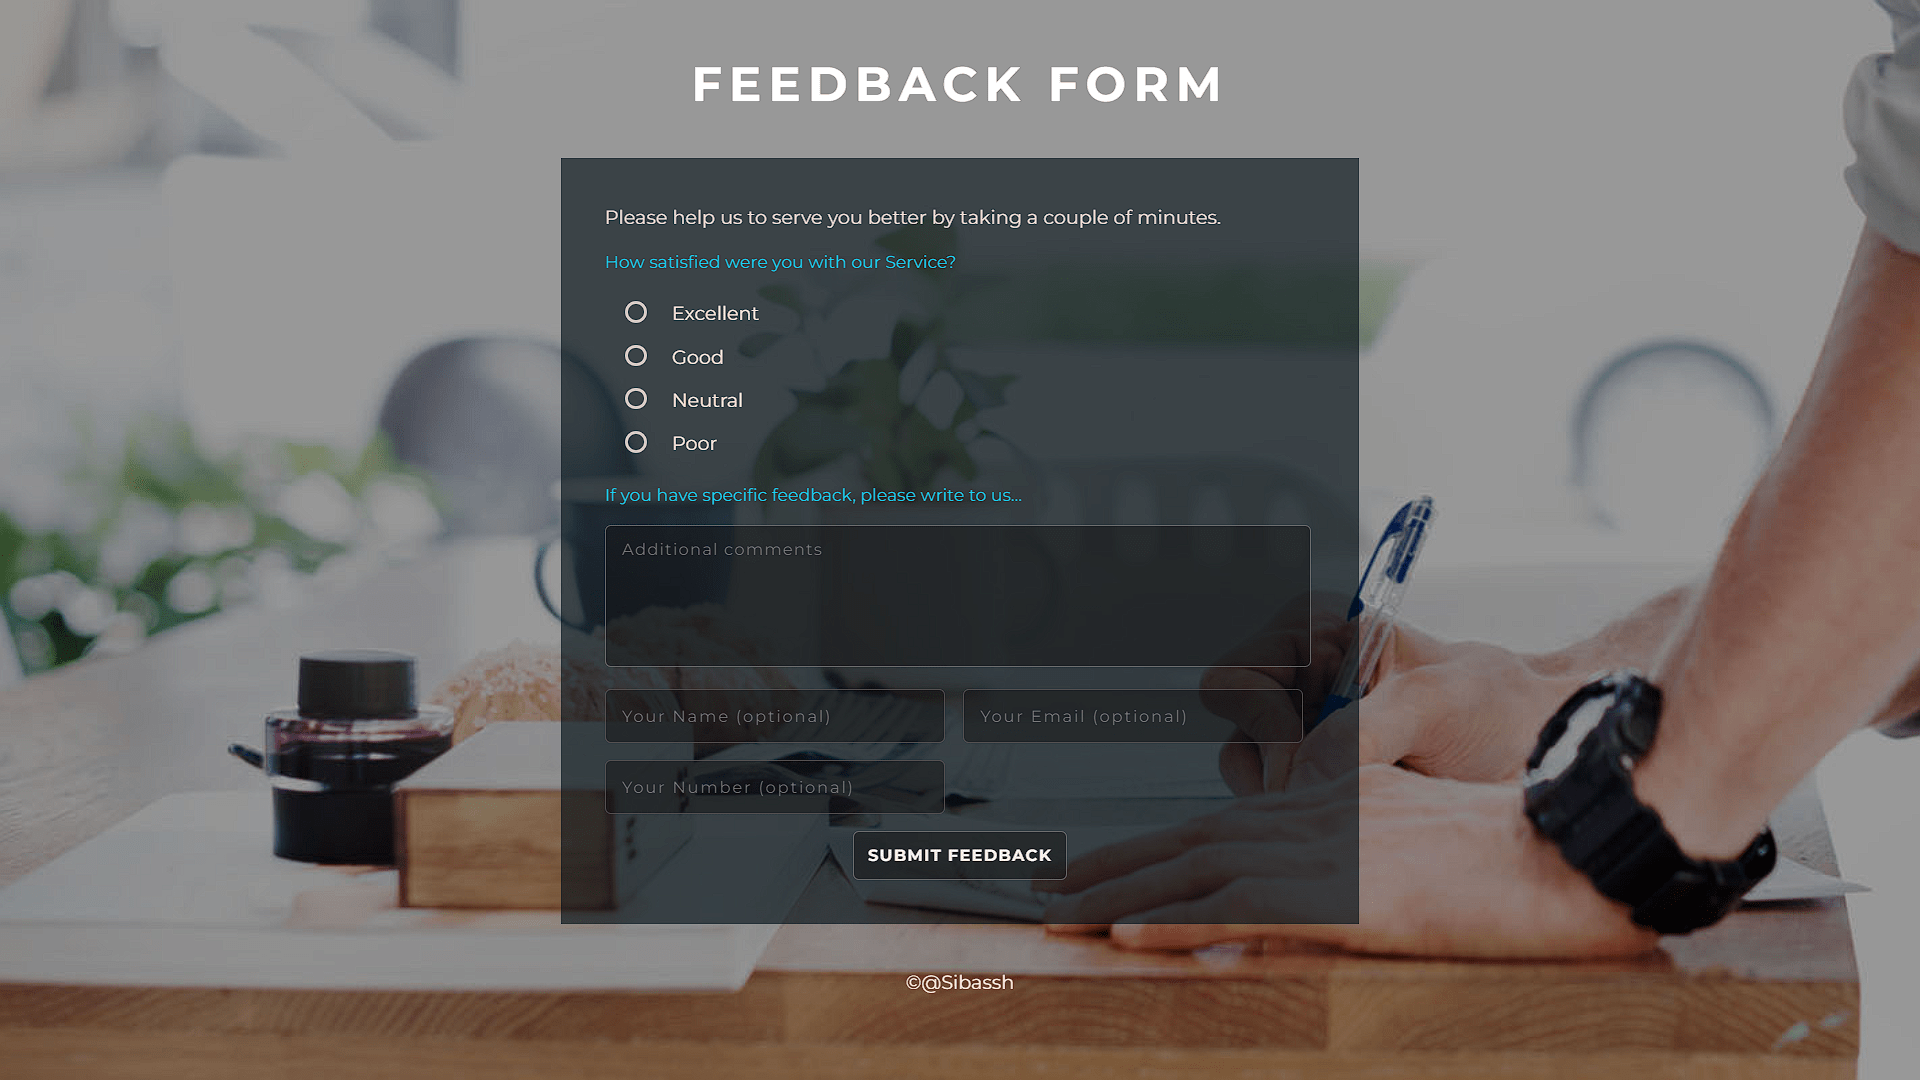 FEEDBACK FORM
Please help us to serve you better by taking a couple of minutes.
How satisfied were you with our Service?
Excellent
Good
Neutral
Poor
If you have specific feedback, please write to us...
Additional comments
Your Name (optional)
Your Email (optional)
Your Number (optional)
SUBMIT FEEDBACK
©@Sibassh